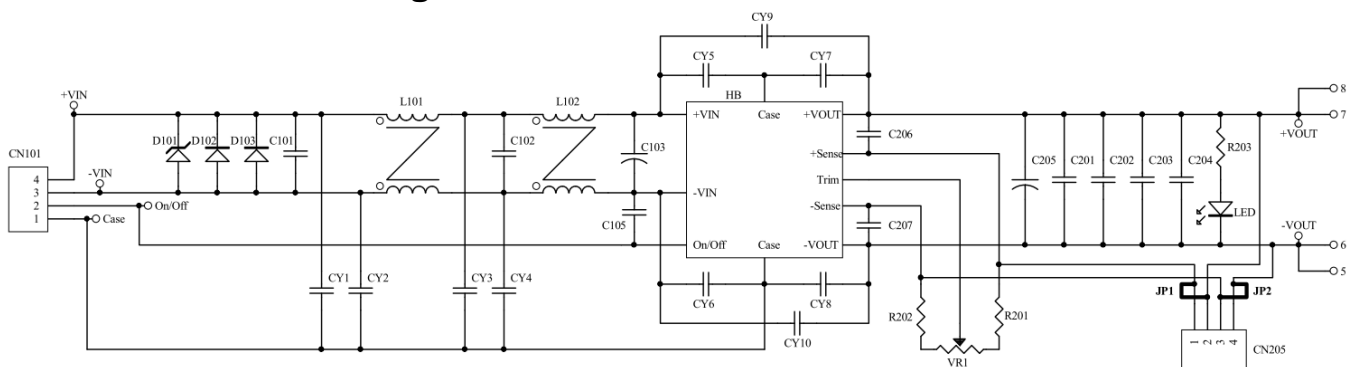 CY9
CY5 CY7
HB
+VIN L101 L102
+VIN Case +VOUT
8
7
+VOUT
D101 D102 D103 C101
C102 C103 C206
R203
CN101
-VIN
+Sense
C205 C201 C202 C203 C204
4
3
2
1
-VIN Trim
On/Off
Case
-Sense
C105 C207
LED
-VOUT
On/Off Case -VOUT
6
5
CY1 CY2 CY3 CY4
CY6 CY8
JP1 JP2
R202 R201
CY10
VR1
1 2 3 4
CN205